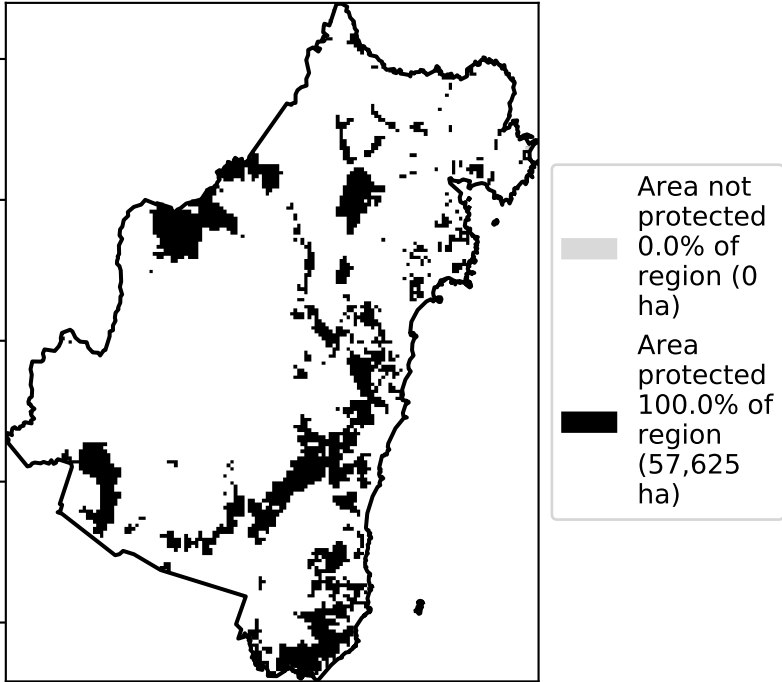 Area not
protected
0.0% of
region (0
ha)
Area
protected
100.0% of
region
(57,625
ha)